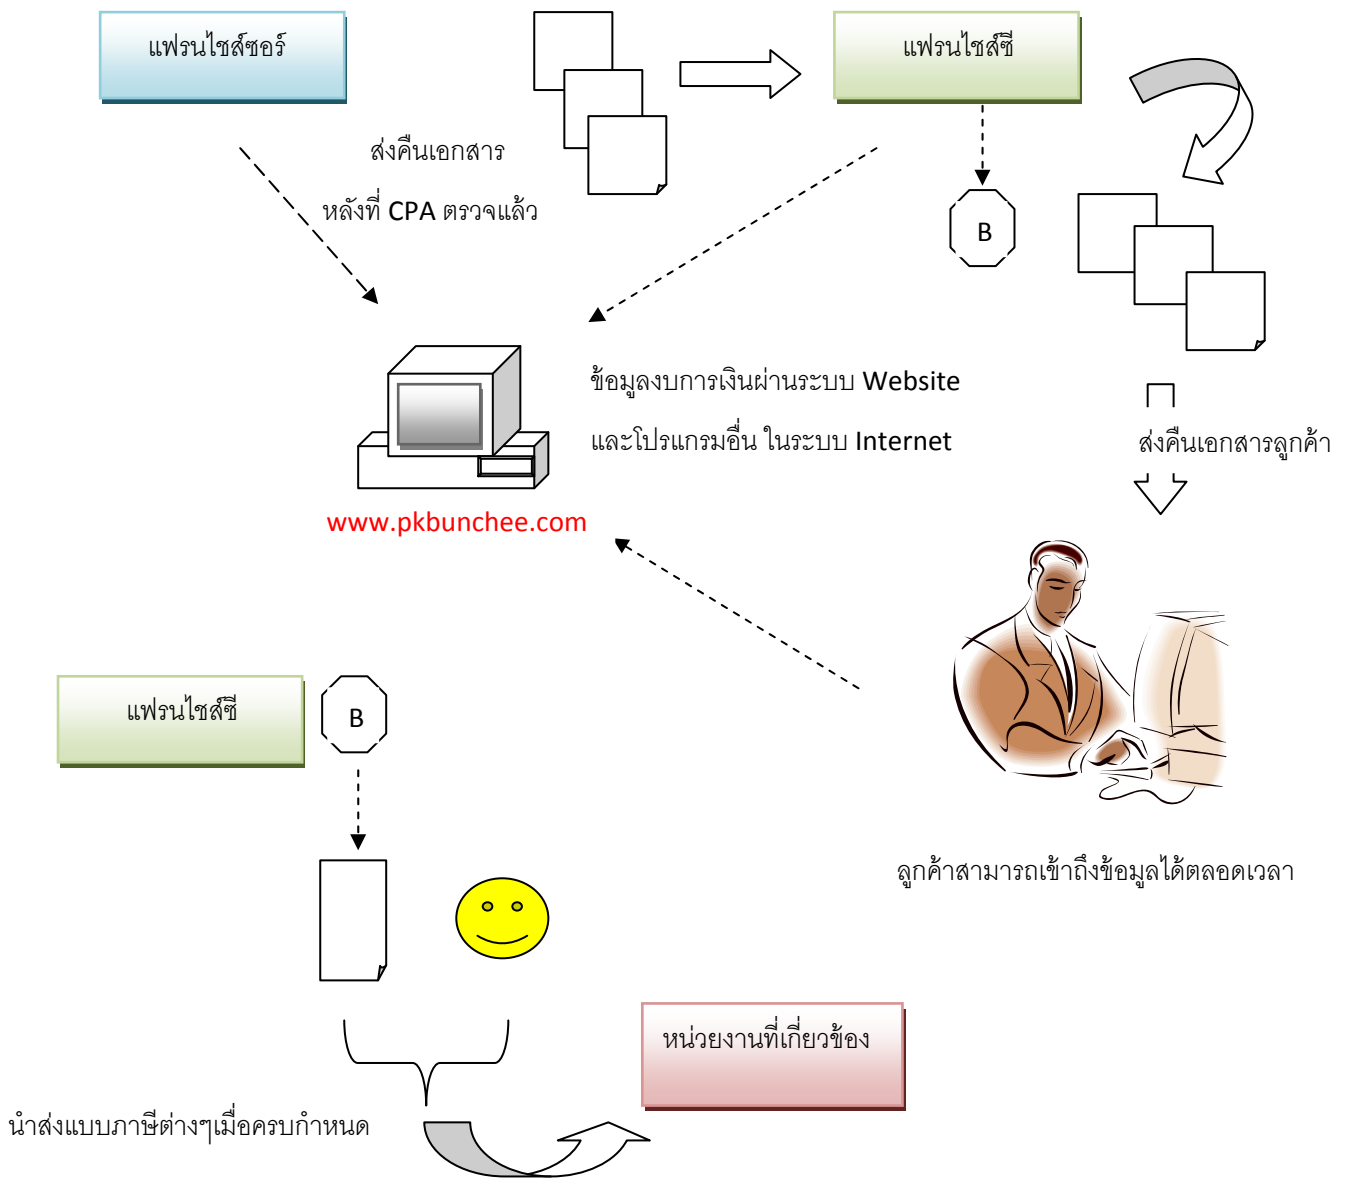 แฟรนไชส์ซอร์
แฟรนไชส์ซี
ส่งคืนเอกสาร
หลังที่ CPA ตรวจแล้ว
B
ข้อมูลงบการเงินผ่านระบบ Website
และโปรแกรมอื่น ในระบบ Internet
ส่งคืนเอกสารลูกค้า
www.pkbunchee.com
แฟรนไชส์ซี
B
ลูกค้าสามารถเข้าถึงข้อมูลได้ตลอดเวลา
หน่วยงานที่เกี่ยวข้อง
นำส่งแบบภาษีต่างๆเมื่อครบกำหนด